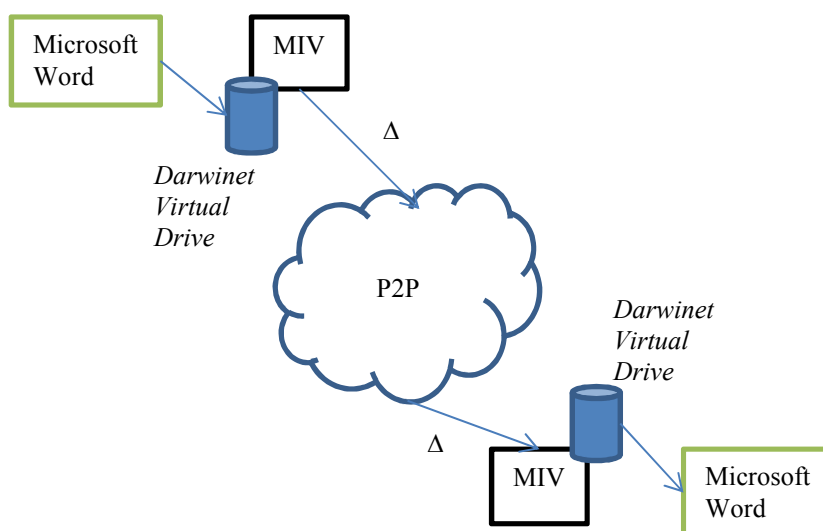 Microsoft
Word
MIV
Δ
Darwinet
Virtual
Drive
P2P
Darwinet
Virtual
Drive
Δ
MIV
Microsoft
Word